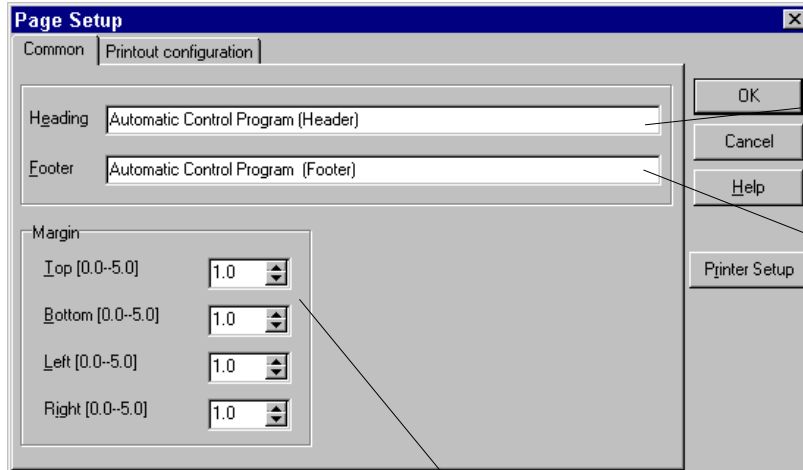 Page Setup
Common Printout configuration
Heading Automatic Control Program (Header)
Footer Automatic Control Program (Footer)
Margin
Top [0.0--5.0] 1.0
Bottom [0.0--5.0] 1.0
Left [0.0--5.0] 1.0
Right [0.0--5.0] 1.0
OK
Cancel
Help
Printer Setup